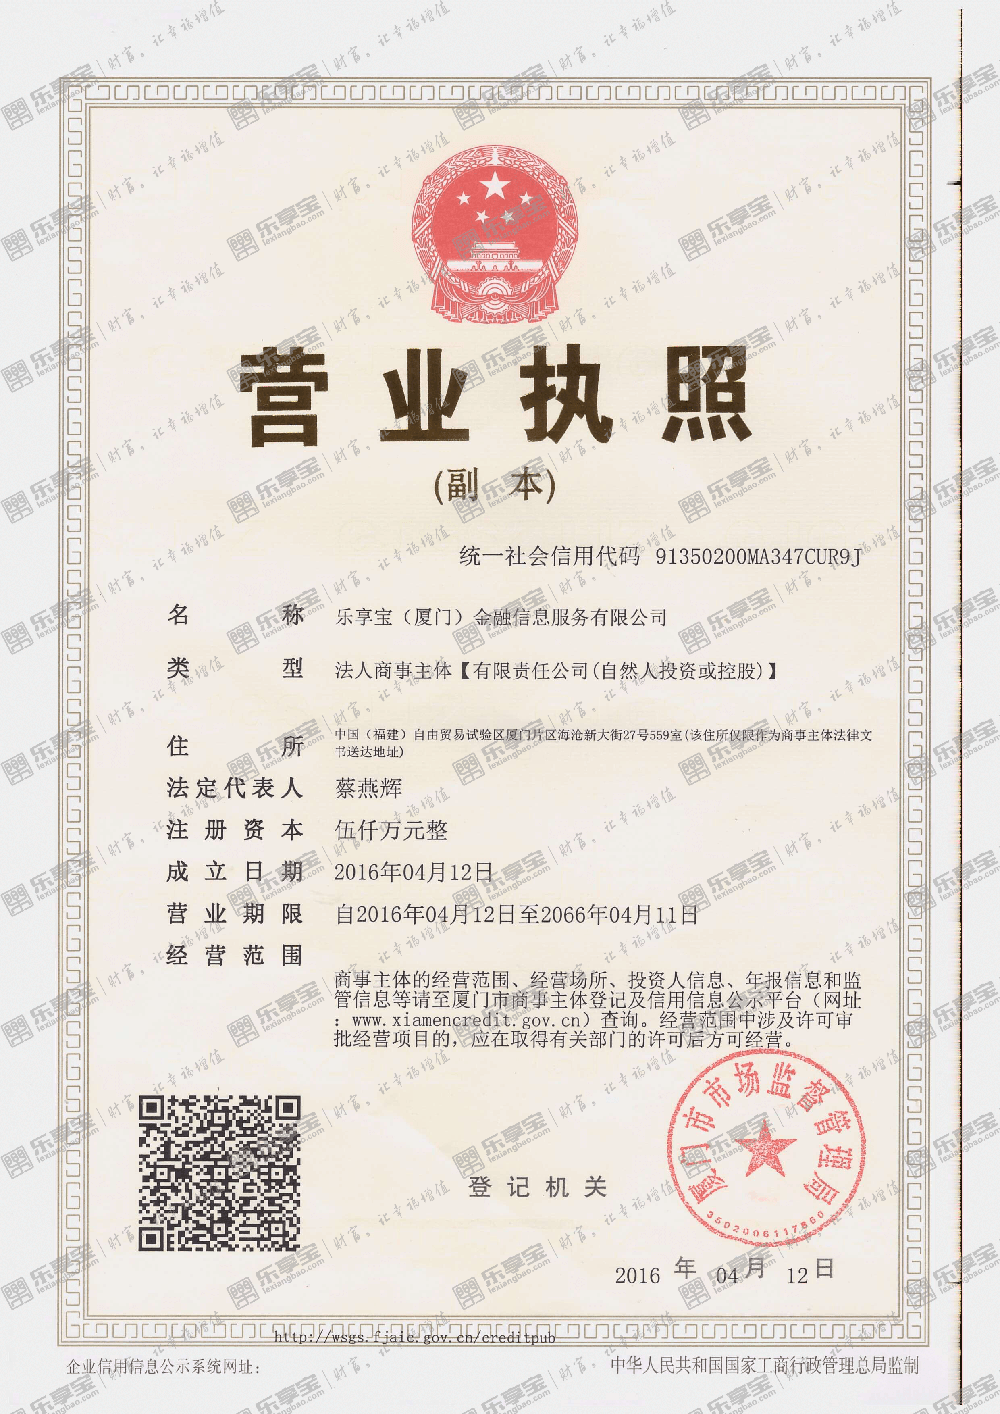 营业执照
(副 本)
统一社会信用代码 91350200MA347CUR9J
名 称 乐享宝（厦门）金融信息服务有限公司
类 型 法人商事主体【有限责任公司(自然人投资或控股)】
住 所 中国（福建）自由贸易试验区厦门片区海沧新大街27号559室(该住所仅限作为商事主体法律文
书送达地址)
法定代表人 蔡燕辉
注册资本 伍仟万元整
成立日期 2016年04月12日
营业期限 自2016年04月12日至2066年04月11日
经营范围
商事主体的经营范围、经营场所、投资人信息、年报信息和监
管信息等请至厦门市商事主体登记及信用信息公示平台（网址
：www.xiamencredit.gov.cn）查询。经营范围中涉及许可审
批经营项目的，应在取得有关部门的许可后方可经营。
厦门市市场监督管理局
3502006117860
登记机关
2016 年 04 月 12 日
http://wsgs.fjaic.gov.cn/creditpub
企业信用信息公示系统网址：
中华人民共和国国家工商行政管理总局监制
乐享宝 lexiangbao.com 财富，让幸福增值